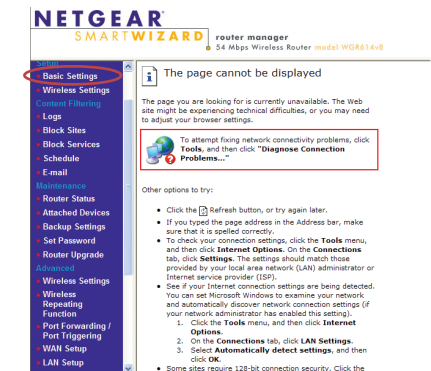 NETGEAR
SMARTWIZARD router manager
54 Mbps Wireless Router model WGR614v8
Setup
Basic Settings
Wireless Settings
Content Filtering
Logs
Block Sites
Block Services
Schedule
E-mail
Maintenance
Router Status
Attached Devices
Backup Settings
Set Password
Router Upgrade
Advanced
Wireless Settings
Wireless
Repeating
Function
Port Forwarding /
Port Triggering
WAN Setup
LAN Setup
The page cannot be displayed
The page you are looking for is currently unavailable. The Web
site might be experiencing technical difficulties, or you may need
to adjust your browser settings.
To attempt fixing network connectivity problems, click
Tools, and then click "Diagnose Connection
Problems..."
Other options to try:
• Click the Refresh button, or try again later.
• If you typed the page address in the Address bar, make
sure that it is spelled correctly.
• To check your connection settings, click the Tools menu,
and then click Internet Options. On the Connections
tab, click Settings. The settings should match those
provided by your local area network (LAN) administrator or
Internet service provider (ISP).
• See if your Internet connection settings are being detected.
You can set Microsoft Windows to examine your network
and automatically discover network connection settings (if
your network administrator has enabled this setting).
1. Click the Tools menu, and then click Internet
Options.
2. On the Connections tab, click LAN Settings.
3. Select Automatically detect settings, and then
click OK.
• Some sites require 128-bit connection security. Click the